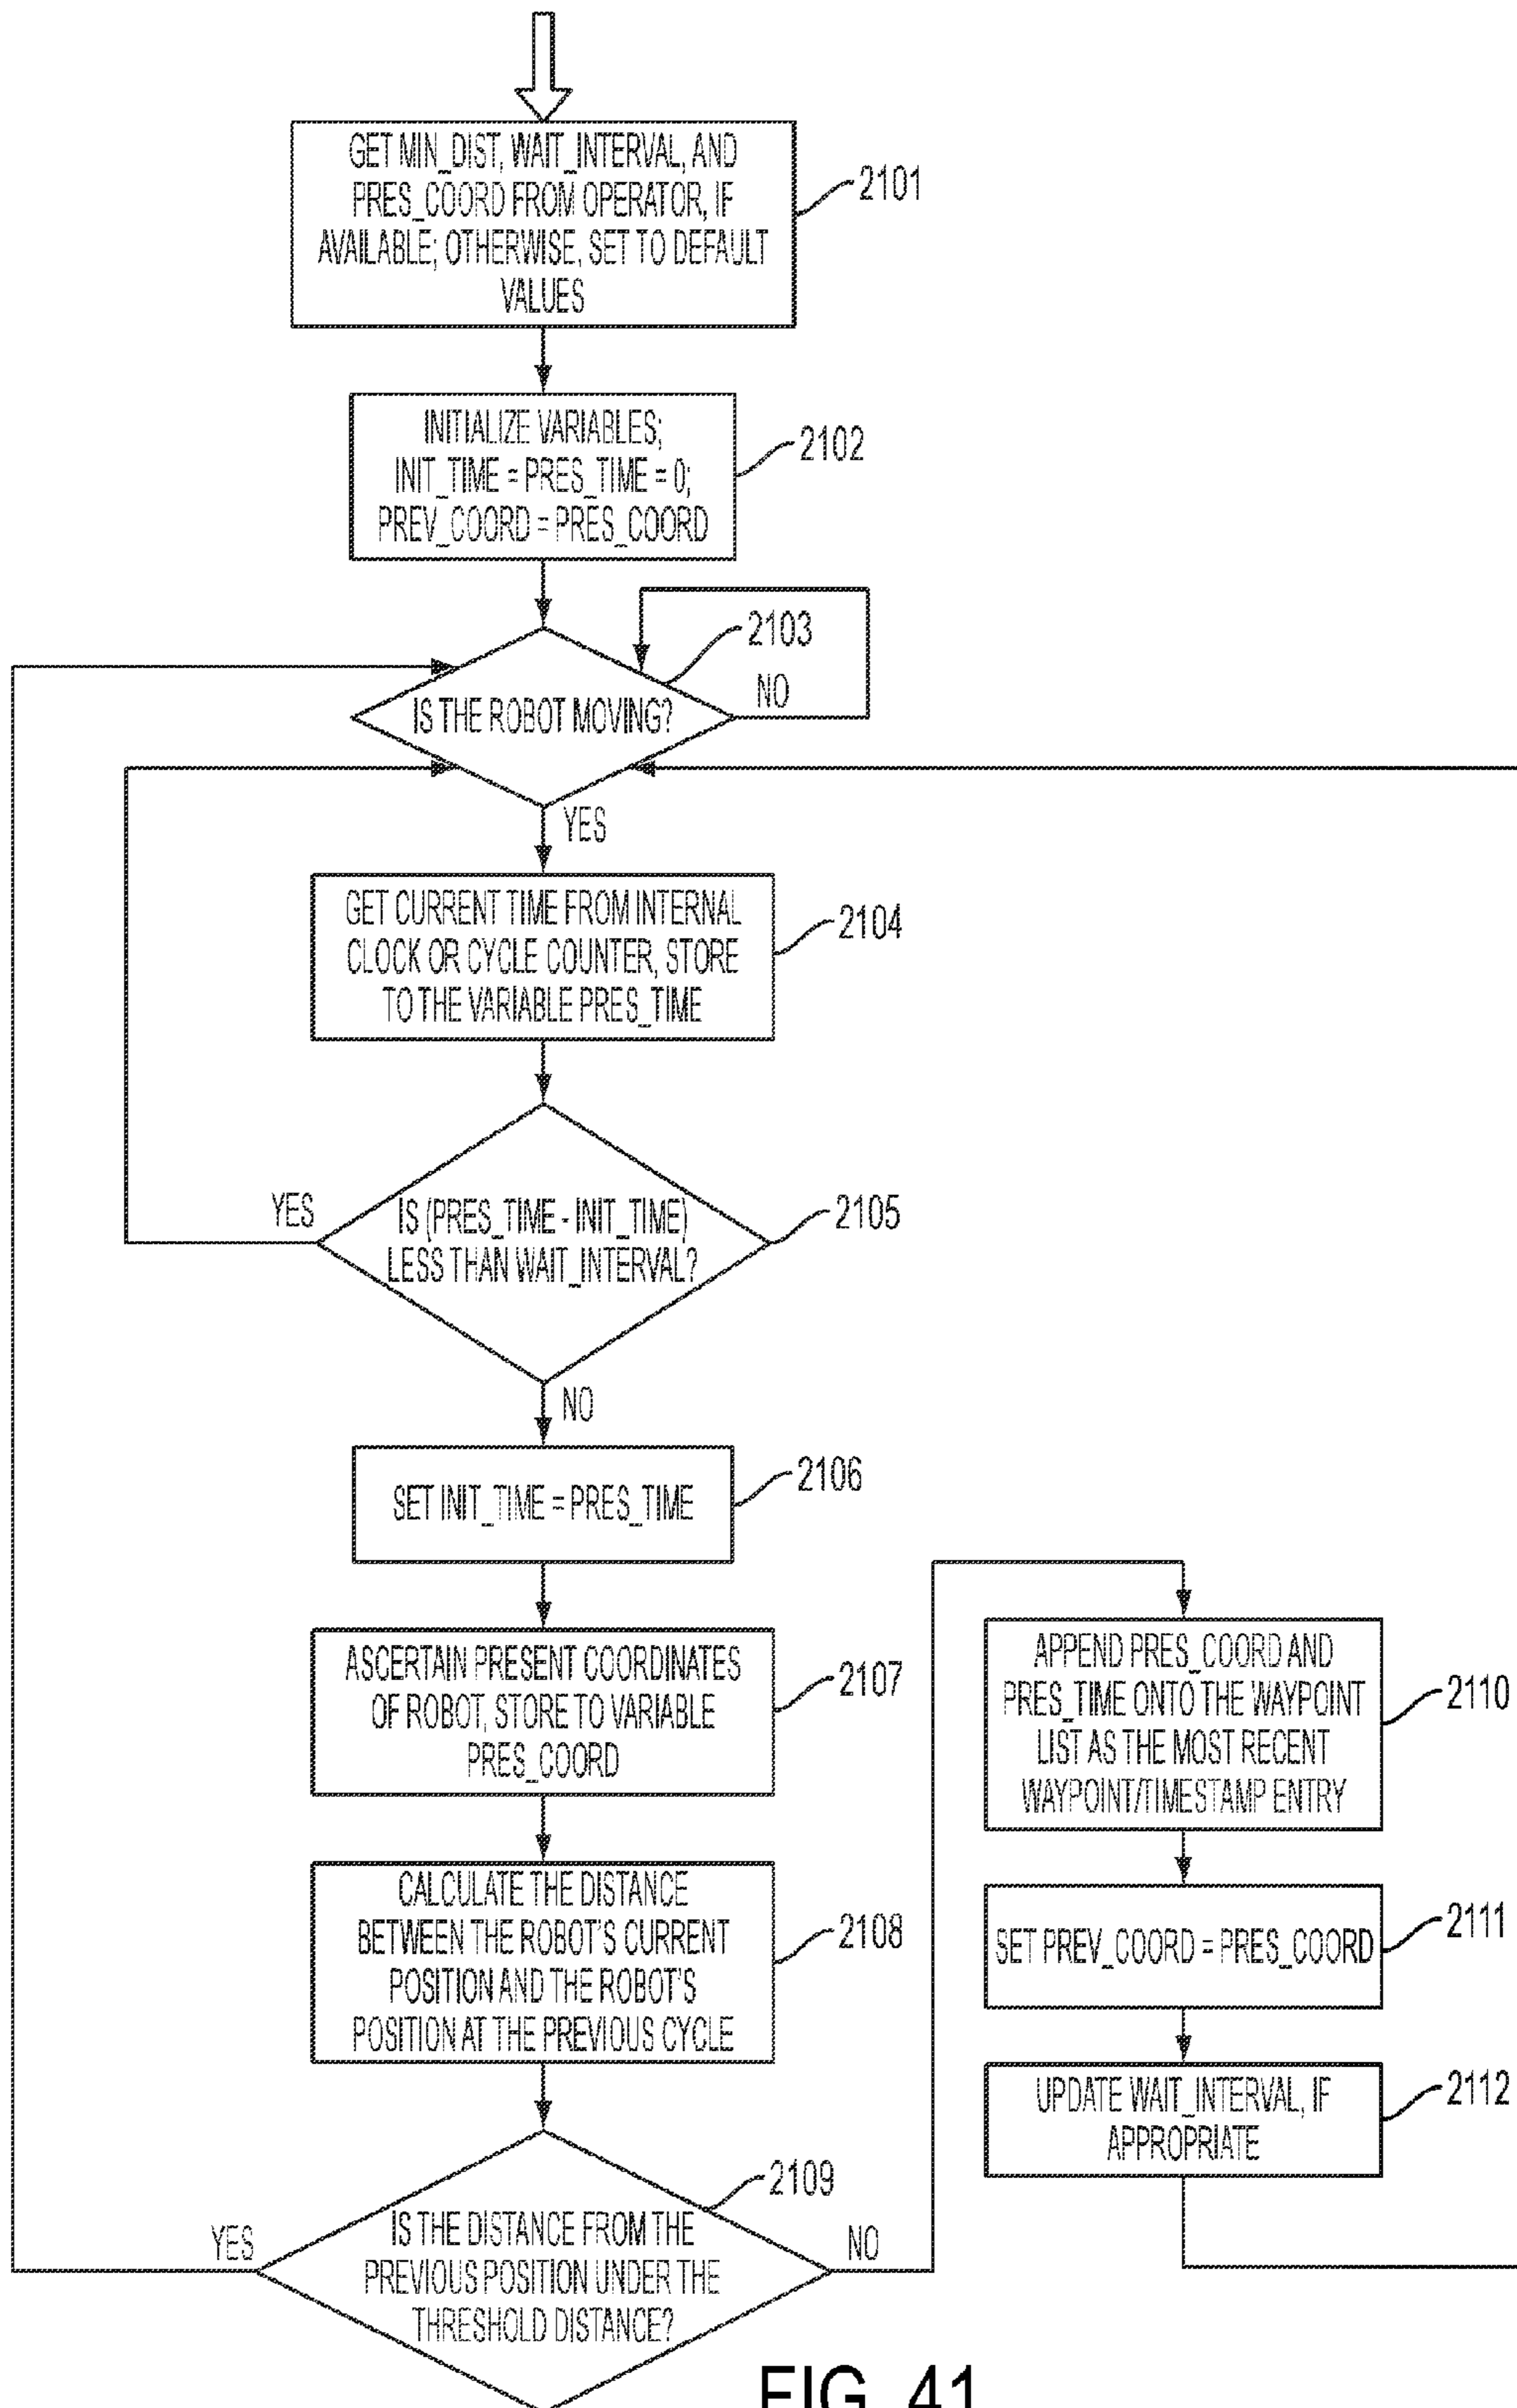 GET MIN_DIST, WAIT_INTERVAL, AND
PRES_COORD FROM OPERATOR, IF
AVAILABLE; OTHERWISE, SET TO DEFAULT
VALUES
2101
INITIALIZE VARIABLES;
INIT_TIME = PRES_TIME = 0;
PREV_COORD = PRES_COORD
2102
2103
IS THE ROBOT MOVING?
NO
YES
GET CURRENT TIME FROM INTERNAL
CLOCK OR CYCLE COUNTER, STORE
TO THE VARIABLE PRES_TIME
2104
YES
IS (PRES_TIME - INIT_TIME)
LESS THAN WAIT_INTERVAL?
2105
NO
SET INIT_TIME = PRES_TIME
2106
ASCERTAIN PRESENT COORDINATES
OF ROBOT, STORE TO VARIABLE
PRES_COORD
2107
CALCULATE THE DISTANCE
BETWEEN THE ROBOT'S CURRENT
POSITION AND THE ROBOT'S
POSITION AT THE PREVIOUS CYCLE
2108
2109
YES
IS THE DISTANCE FROM THE
PREVIOUS POSITION UNDER THE
THRESHOLD DISTANCE?
NO
APPEND PRES_COORD AND
PRES_TIME ONTO THE WAYPOINT
LIST AS THE MOST RECENT
WAYPOINT/TIMESTAMP ENTRY
2110
SET PREV_COORD = PRES_COORD
2111
UPDATE WAIT_INTERVAL, IF
APPROPRIATE
2112
FIG. 41